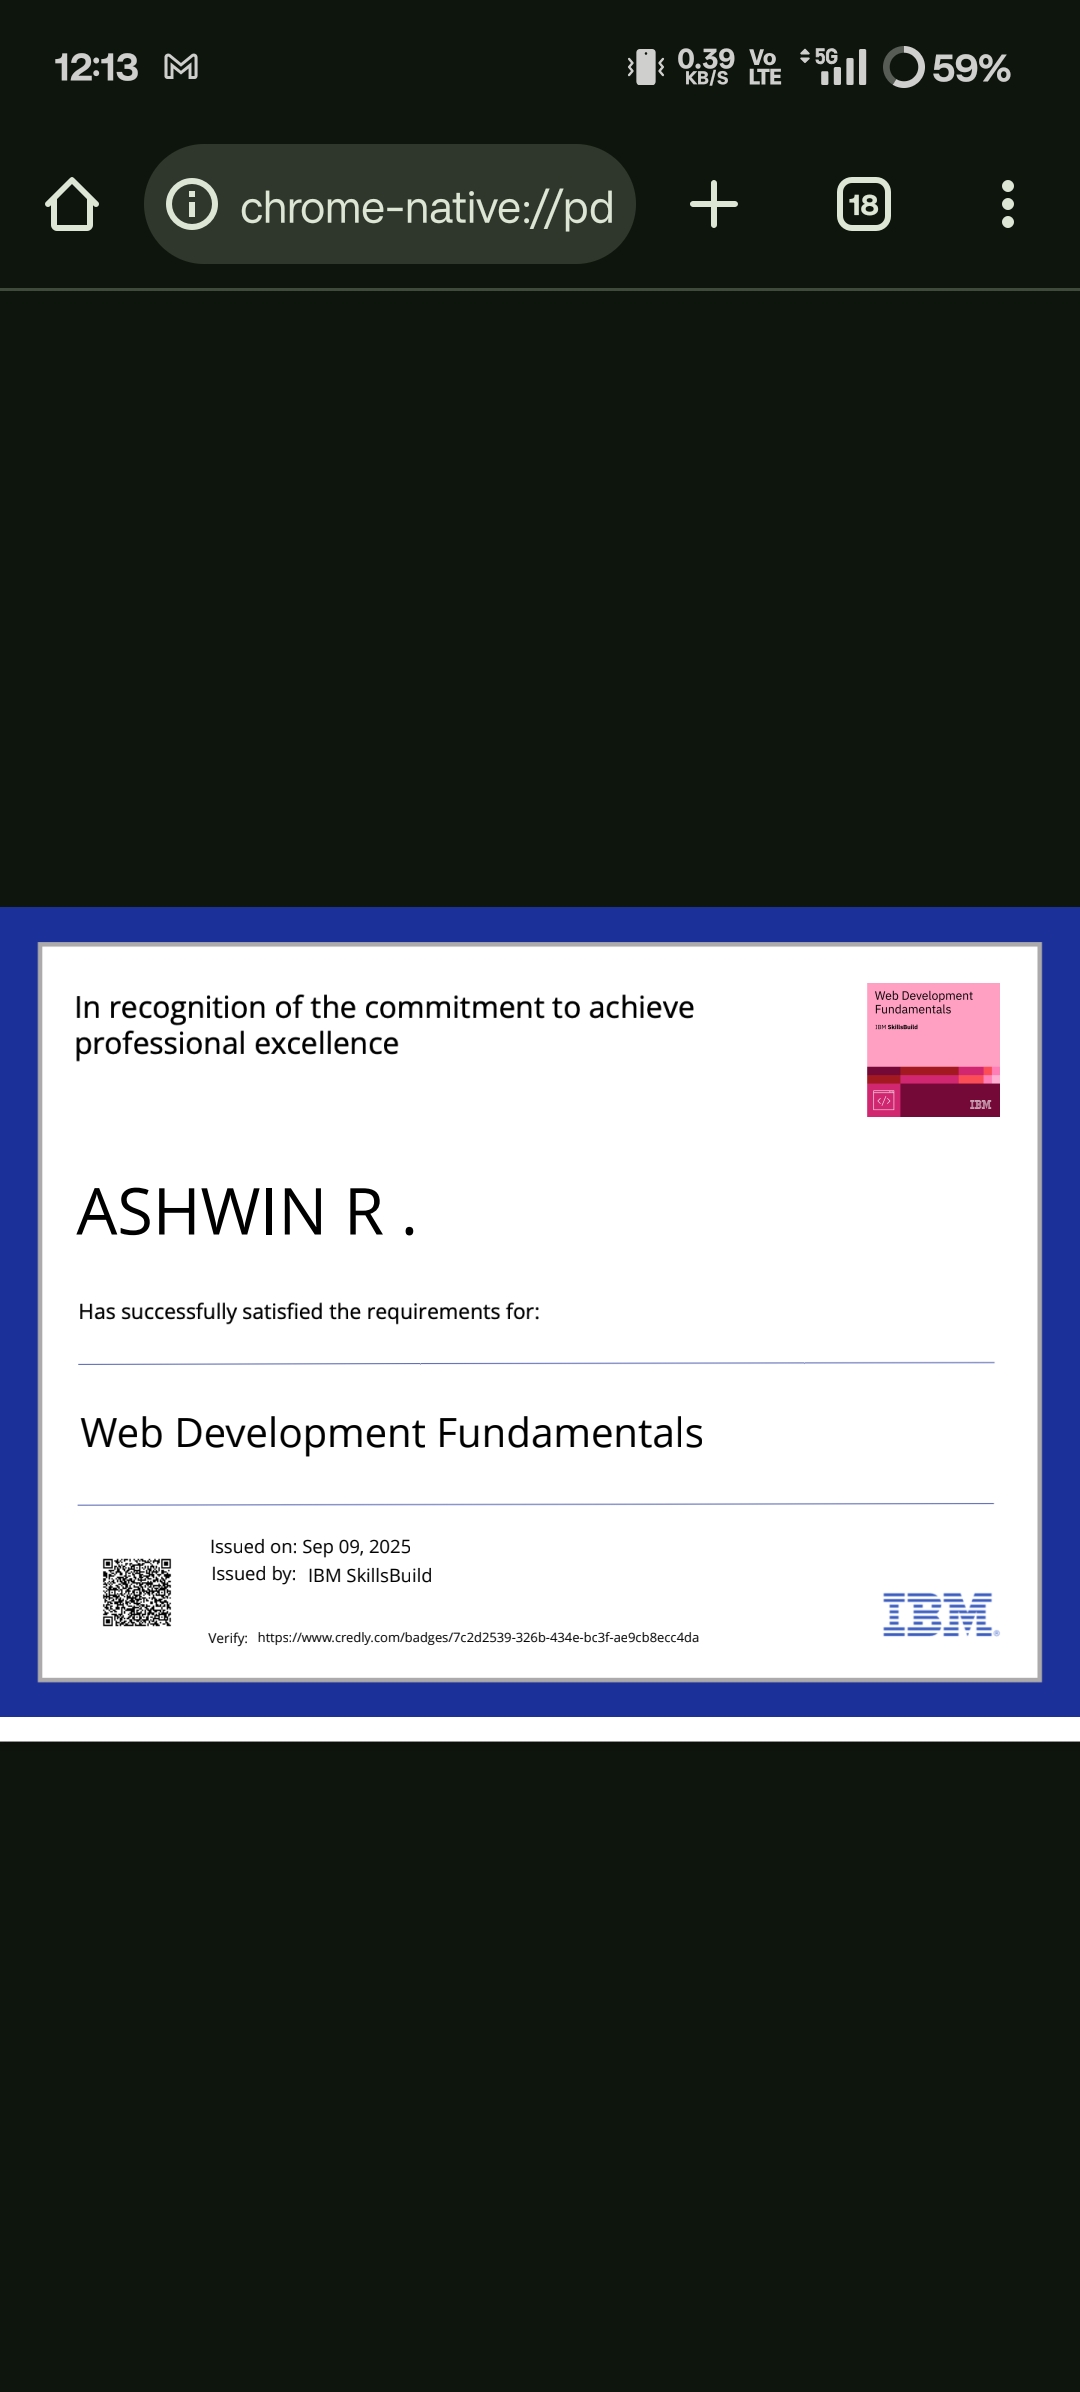 12:13
0.39 KB/S
Vo LTE
5G
59%
chrome-native://pd
18
In recognition of the commitment to achieve
professional excellence
Web Development
Fundamentals
IBM SkillsBuild
IBM
ASHWIN R .
Has successfully satisfied the requirements for:
Web Development Fundamentals
Issued on: Sep 09, 2025
Issued by: IBM SkillsBuild
Verify: https://www.credly.com/badges/7c2d2539-326b-434e-bc3f-ae9cb8ecc4da
IBM®